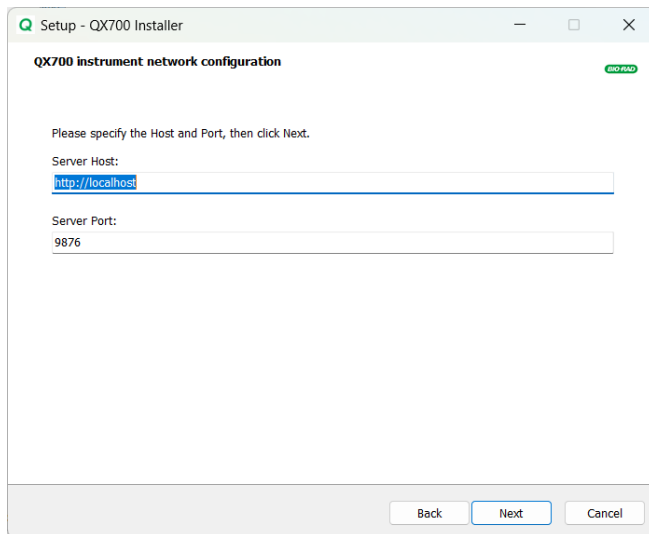 Setup - QX700 Installer
QX700 instrument network configuration
BIO-RAD
Please specify the Host and Port, then click Next.
Server Host:
http://localhost
Server Port:
9876
Back Next Cancel